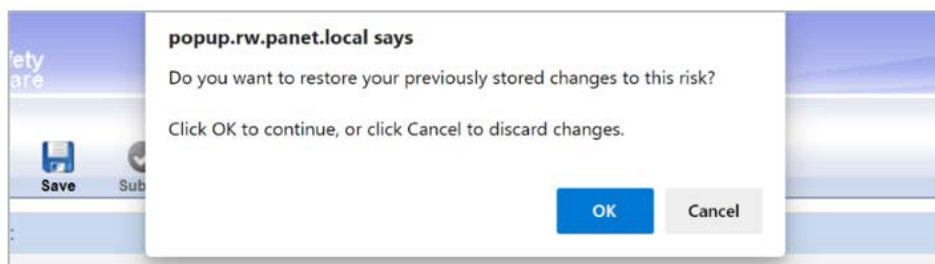 popup.rw.panet.local says
Do you want to restore your previously stored changes to this risk?
Click OK to continue, or click Cancel to discard changes.
OK Cancel
Save Sub
: